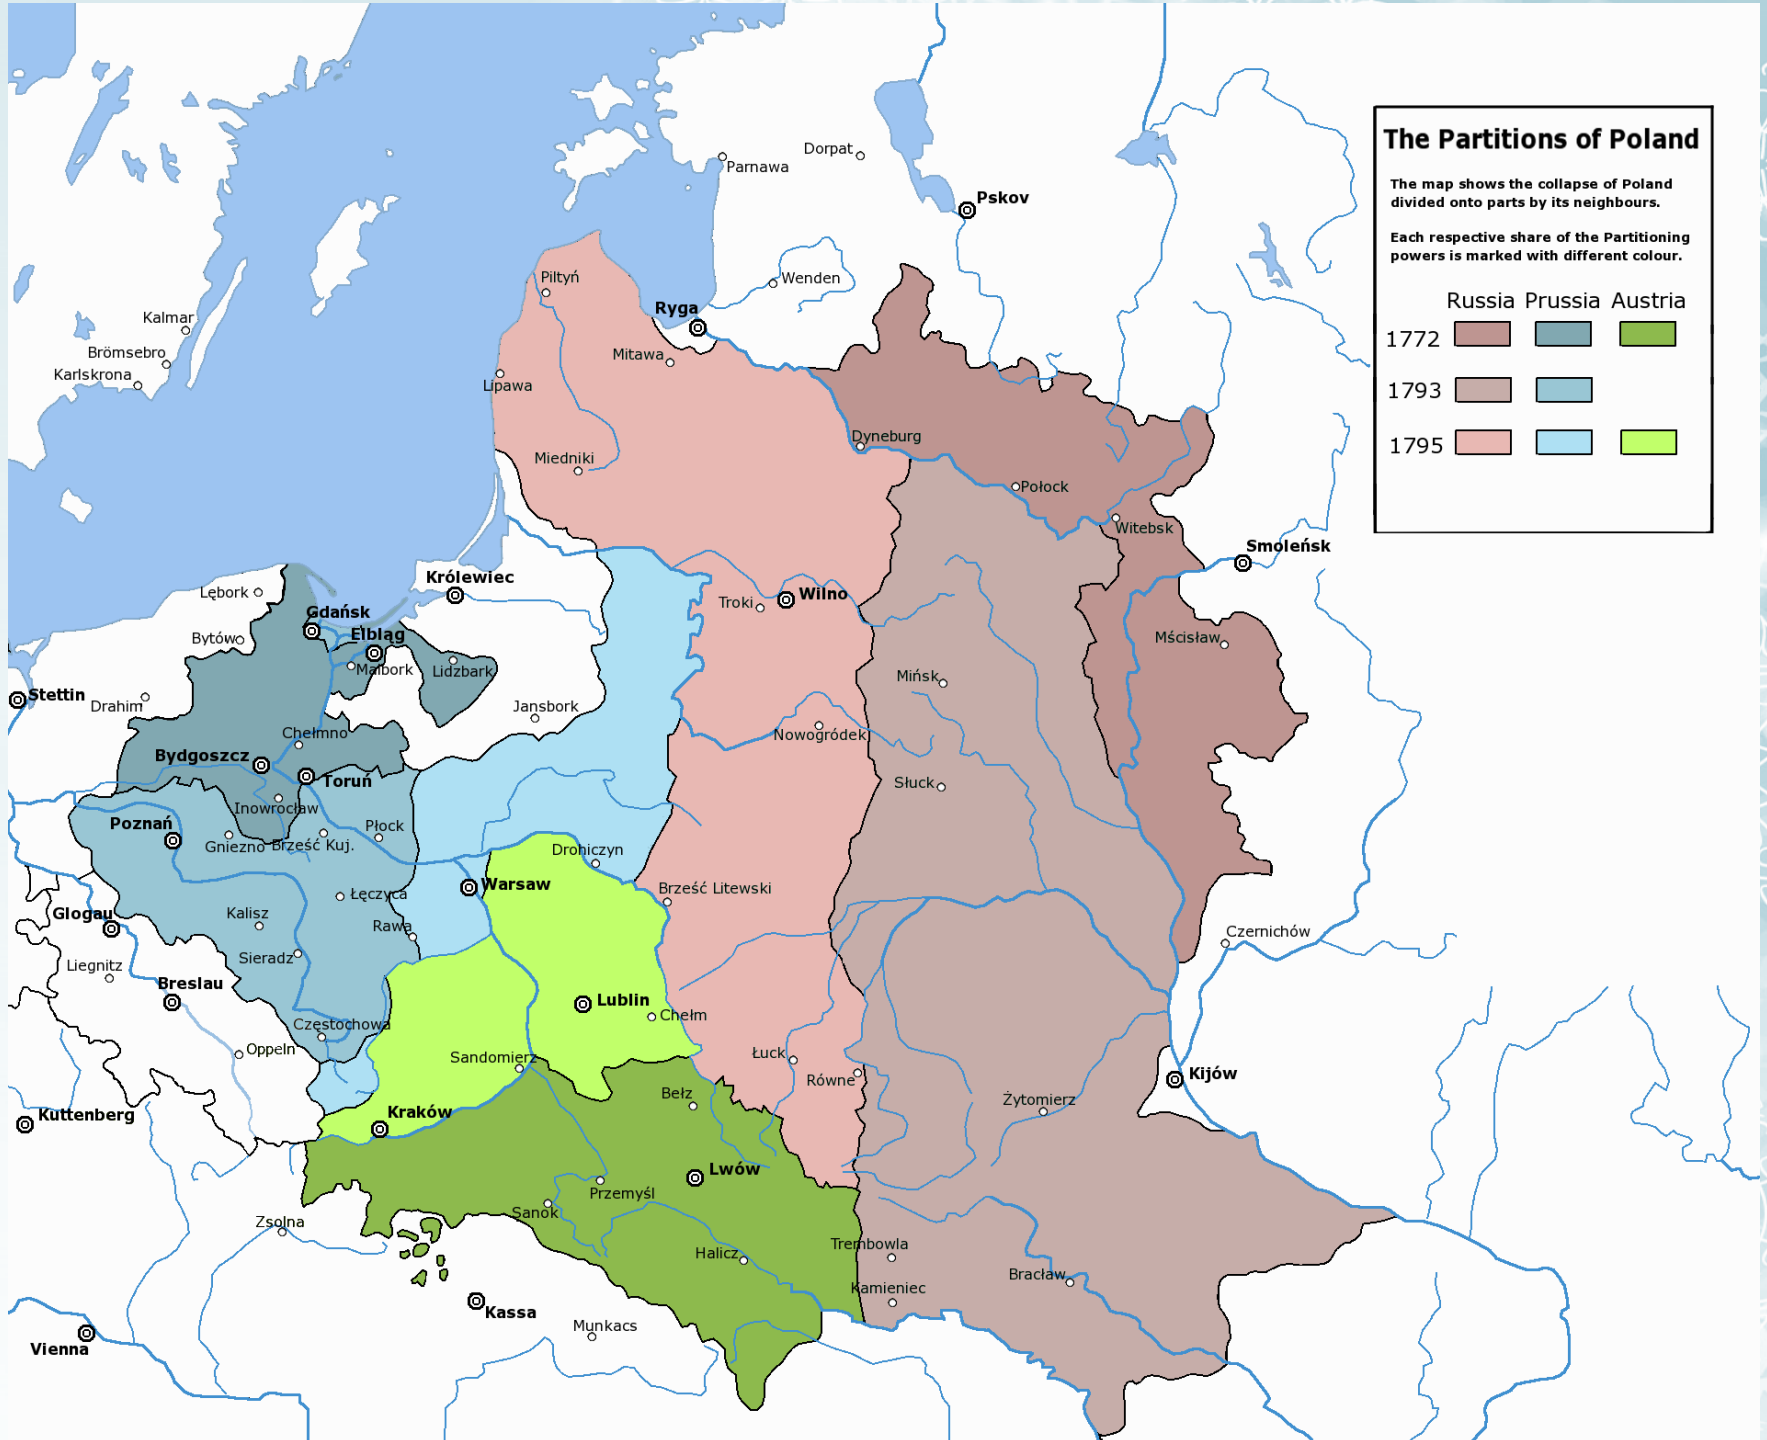 The Partitions of Poland
The map shows the collapse of Poland
divided onto parts by its neighbours.
Each respective share of the Partitioning
powers is marked with different colour.
Russia Prussia Austria
1772
1793
1795
Dorpat
Parnawa
Pskov
Piltyń
Wenden
Ryga
Kalmar
Brömsebro
Karlskrona
Mitawa
Lipawa
Dyneburg
Miedniki
Połock
Witebsk
Smoleńsk
Królewiec
Lębork
Gdańsk
Troki
Wilno
Bytów
Elbląg
Malbork
Lidzbark
Mścisław
Mińsk
Stettin
Drahim
Jansbork
Chełmno
Nowogródek
Bydgoszcz
Toruń
Słuck
Inowrocław
Poznań
Płock
Gniezno
Brześć Kuj.
Drohiczyn
Warsaw
Brześć Litewski
Łęczyca
Glogau
Kalisz
Rawa
Czernichów
Liegnitz
Sieradz
Breslau
Lublin
Chełm
Częstochowa
Oppeln
Sandomierz
Łuck
Równe
Kijów
Bełz
Żytomierz
Kuttenberg
Kraków
Lwów
Przemyśl
Sanok
Zsolna
Halicz
Trembowla
Bracław
Kamieniec
Kassa
Munkacs
Vienna